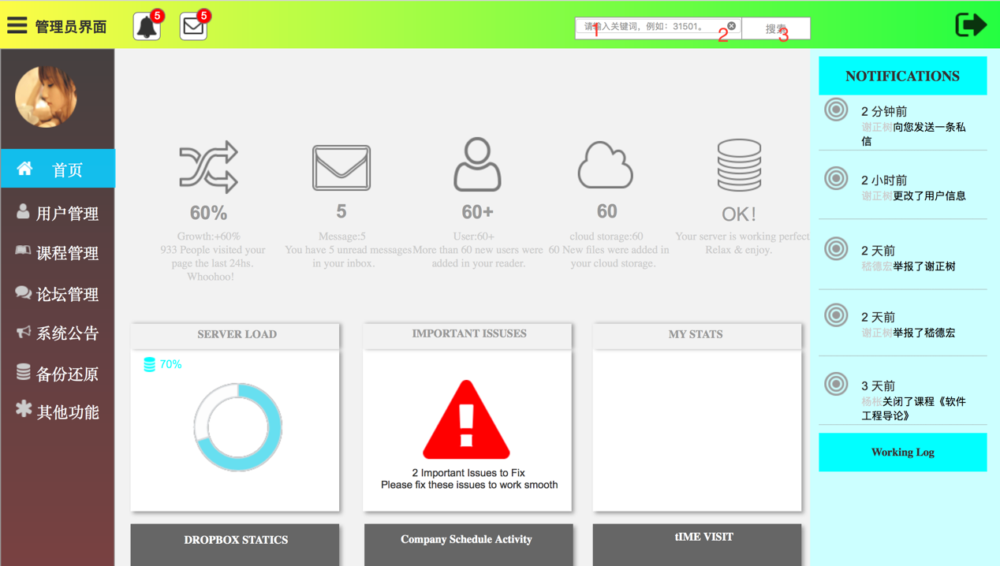 管理员界面
5
5
请输入关键词，例如：31501。
搜索
1
2
3
首页
用户管理
课程管理
论坛管理
系统公告
备份还原
其他功能
60%
Growth:+60%
933 People visited your
page the last 24hs.
Whoohoo!
5
Message:5
You have 5 unread messages
in your inbox.
60+
User:60+
More than 60 new users were
added in your reader.
60
cloud storage:60
60 New files were added in
your cloud storage.
OK!
Your server is working perfect
Relax & enjoy.
SERVER LOAD
70%
IMPORTANT ISSUSES
2 Important Issues to Fix
Please fix these issues to work smooth
MY STATS
DROPBOX STATICS
Company Schedule Activity
tIME VISIT
NOTIFICATIONS
2 分钟前
谢正树向您发送一条私
信
2 小时前
谢正树更改了用户信息
2 天前
嵇德宏举报了谢正树
2 天前
谢正树举报了嵇德宏
3 天前
杨枨关闭了课程《软件
工程导论》
Working Log